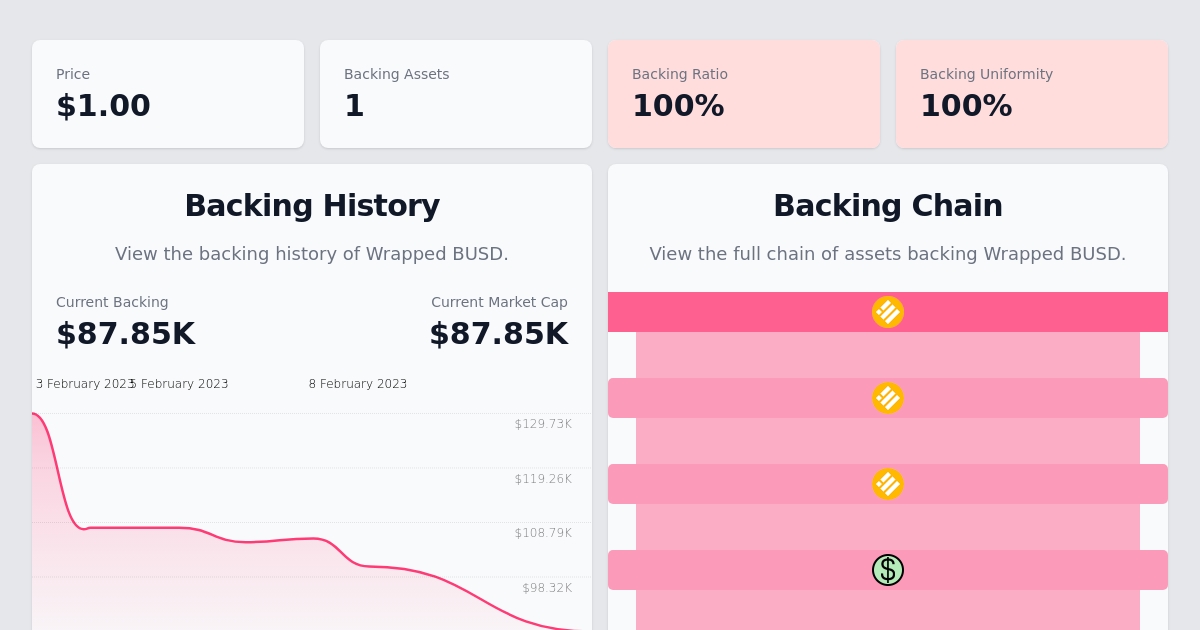 Price
$1.00
Backing Assets
1
Backing Ratio
100%
Backing Uniformity
100%
Backing History
View the backing history of Wrapped BUSD.
Current Backing
$87.85K
Current Market Cap
$87.85K
3 February 2023
5 February 2023
8 February 2023
$129.73K
$119.26K
$108.79K
$98.32K
Backing Chain
View the full chain of assets backing Wrapped BUSD.
$